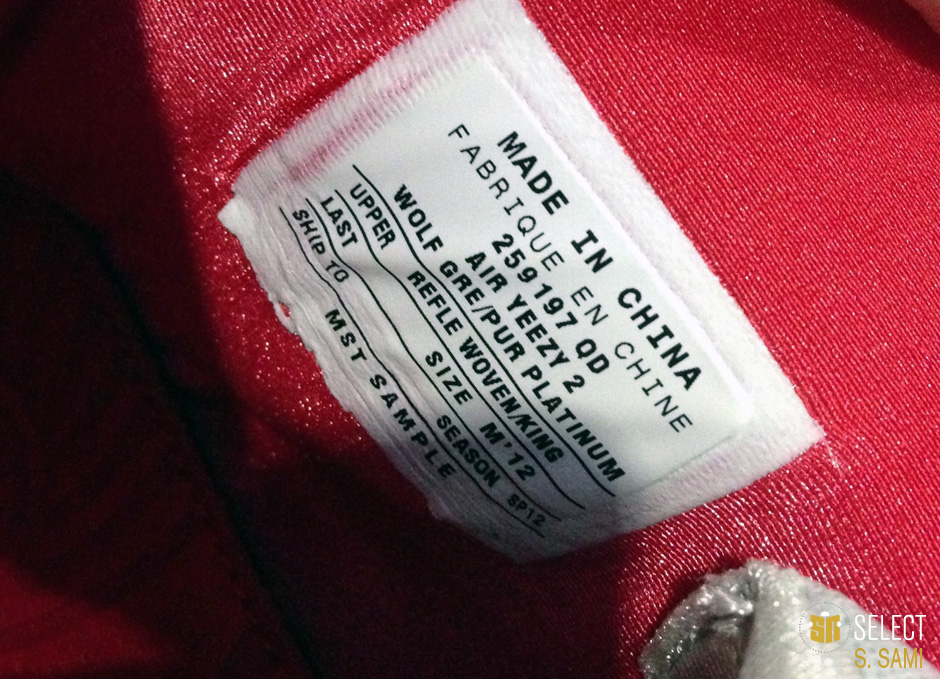 MADE IN CHINA
FABRIQUE EN CHINE
259197 QD
AIR YEEZY 2
WOLF GRE/PUR PLATINUM
UPPER REFLE WOVEN/KING
LAST SIZE M'12
SHIP TO SEASON SP12
MST SAMPLE
SELECT
S. SAMI